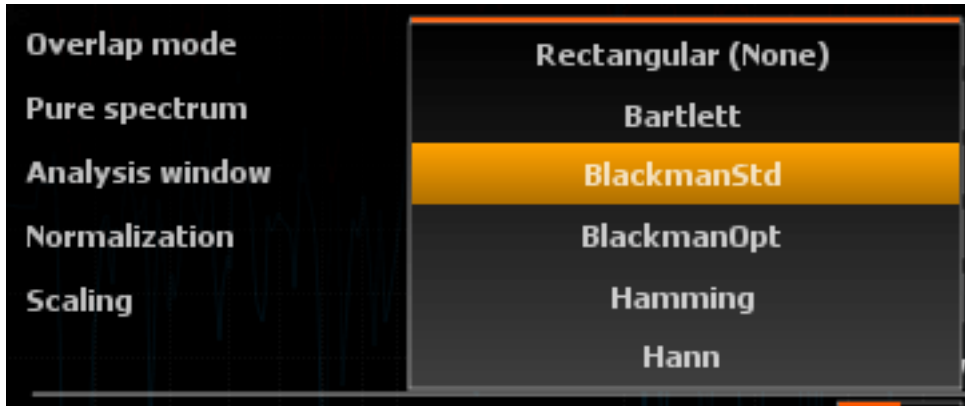 Overlap mode
Pure spectrum
Analysis window
Normalization
Scaling
Rectangular (None)
Bartlett
BlackmanStd
BlackmanOpt
Hamming
Hann